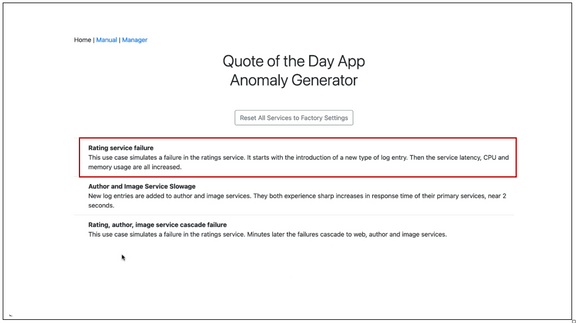 Home | Manual | Manager
Quote of the Day App
Anomaly Generator
Reset All Services to Factory Settings
Rating service failure
This use case simulates a failure in the ratings service. It starts with the introduction of a new type of log entry. Then the service latency, CPU and
memory usage are all increased.
Author and Image Service Slowage
New log entries are added to author and image services. They both experience sharp increases in response time of their primary services, near 2
seconds.
Rating, author, image service cascade failure
This use case simulates a failure in the ratings service. Minutes later the failures cascade to web, author and image services.